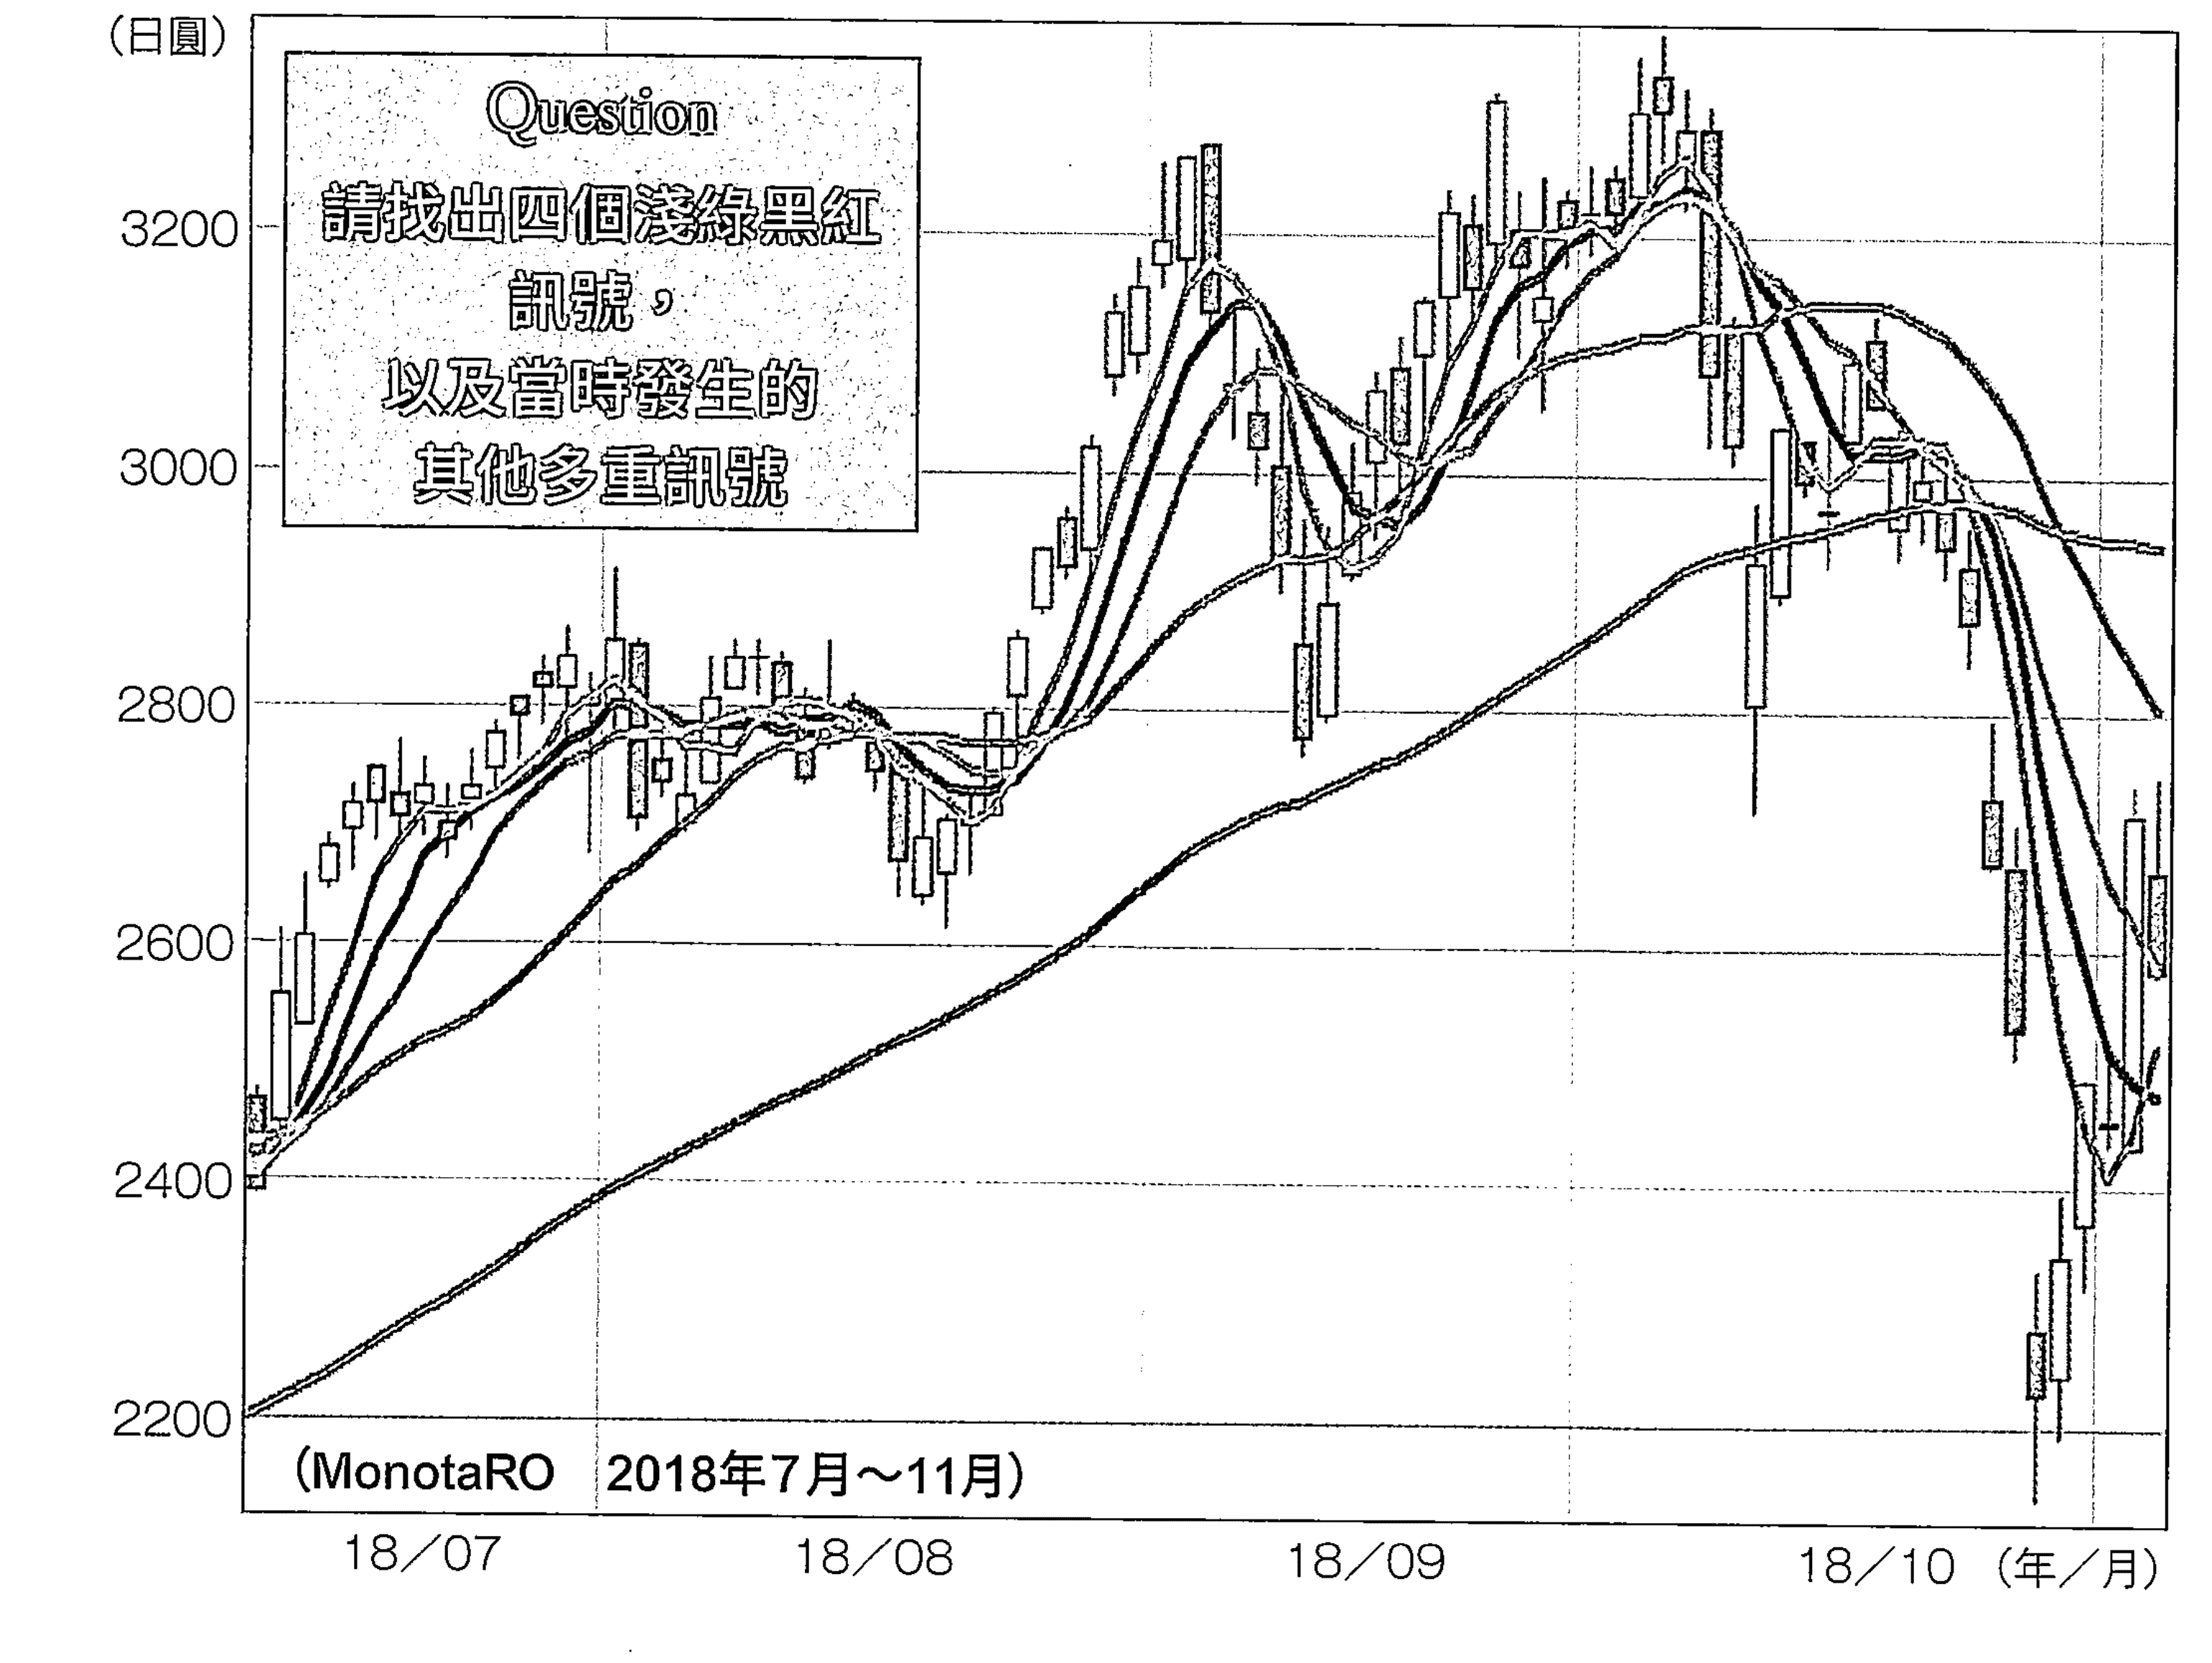 （日圓）
Question
請找出四個淺綠黑紅
訊號，
以及當時發生的
其他多重訊號
3200
3000
2800
2600
2400
2200
（MonotaRO　2018年7月～11月）
18／07　18／08　18／09　18／10　（年／月）